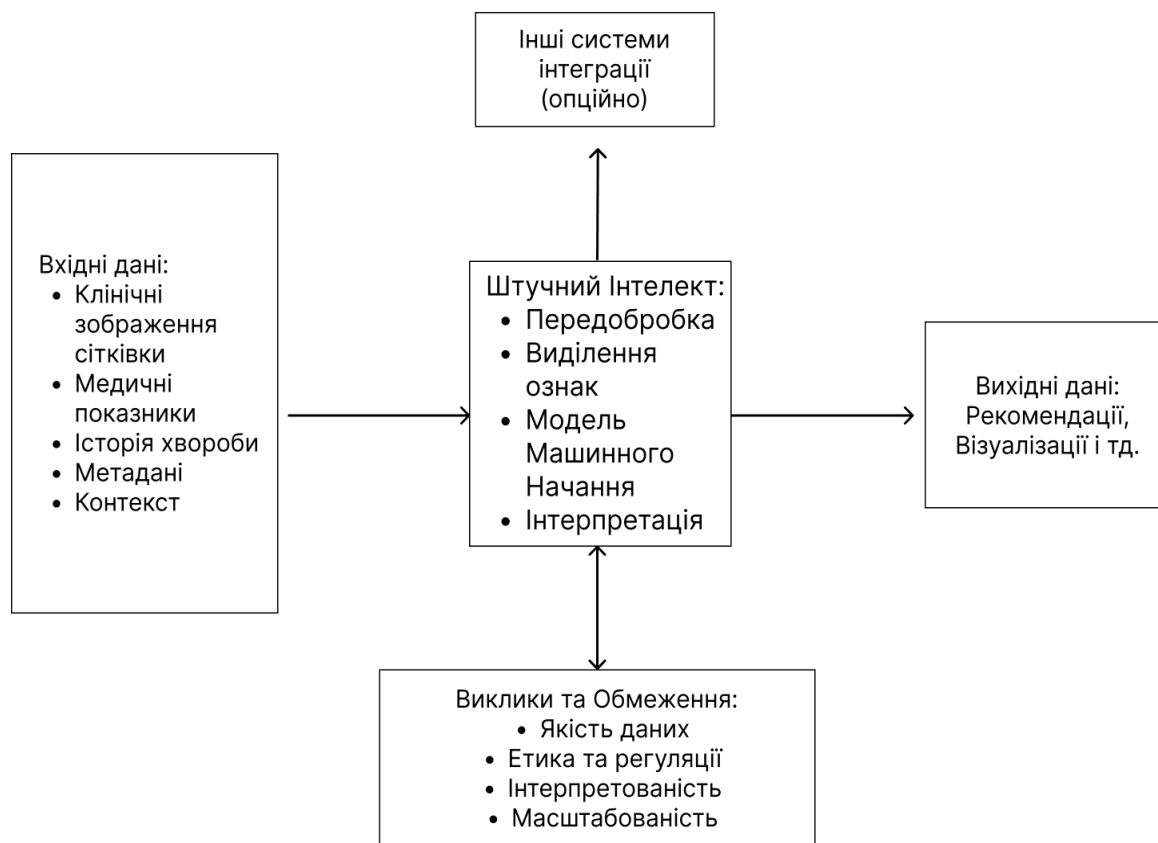 Інші системи
інтеграції
(опційно)
Вхідні дані:
• Клінічні
зображення
сітківки
• Медичні
показники
• Історія хвороби
• Метадані
• Контекст
Штучний Інтелект:
• Передобробка
• Виділення
ознак
• Модель
Машинного
Начання
• Інтерпретація
Вихідні дані:
Рекомендації,
Візуалізації і тд.
Виклики та Обмеження:
• Якість даних
• Етика та регуляції
• Інтерпретованість
• Масштабованість